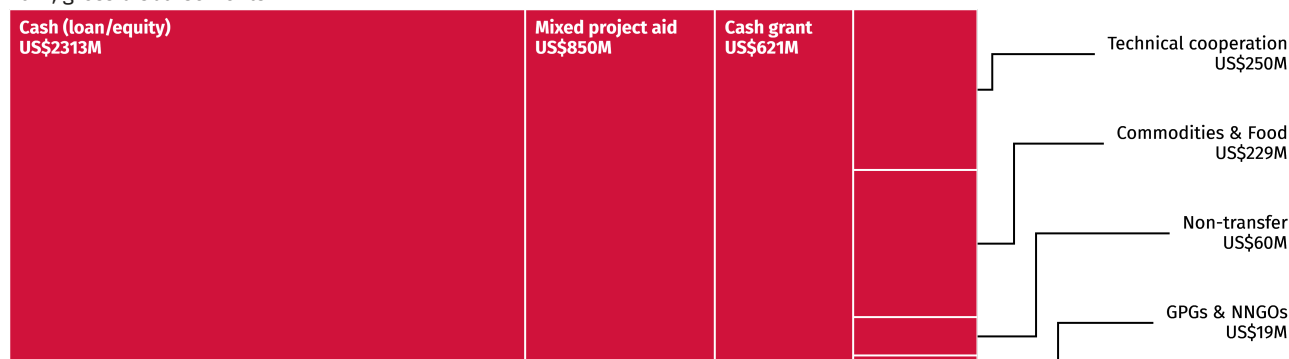 Cash (loan/equity)
US$2313M
Mixed project aid
US$850M
Cash grant
US$621M
Technical cooperation
US$250M
Commodities & Food
US$229M
Non-transfer
US$60M
GPGs & NNGOs
US$19M